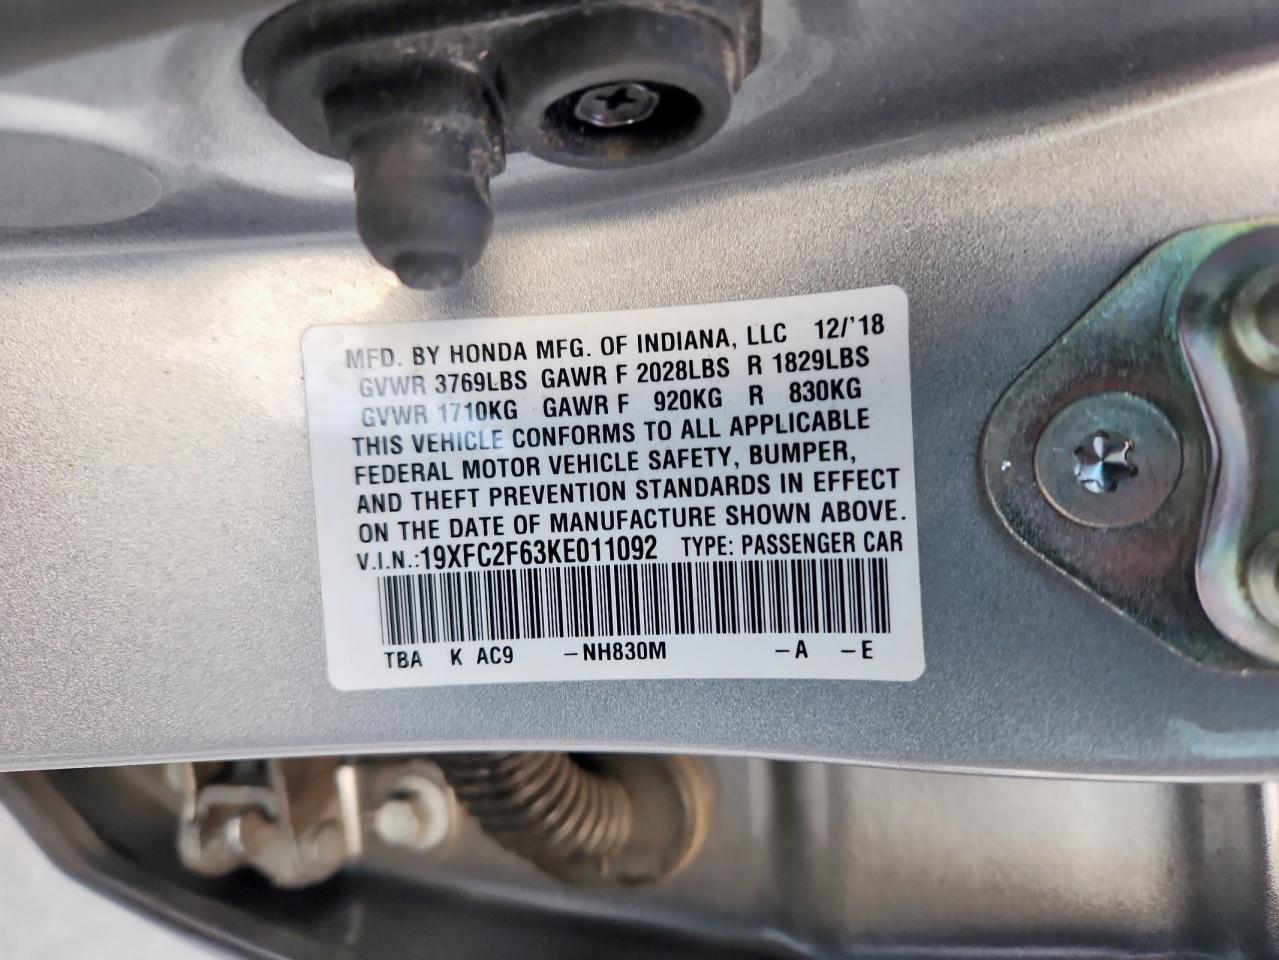 MFD. BY HONDA MFG. OF INDIANA, LLC 12/'18
GVWR 3769LBS GAWR F 2028LBS R 1829LBS
GVWR 1710KG GAWR F 920KG R 830KG
THIS VEHICLE CONFORMS TO ALL APPLICABLE
FEDERAL MOTOR VEHICLE SAFETY, BUMPER,
AND THEFT PREVENTION STANDARDS IN EFFECT
ON THE DATE OF MANUFACTURE SHOWN ABOVE.
V.I.N.:19XFC2F63KE011092 TYPE: PASSENGER CAR
TBA K AC9 –NH830M –A –E